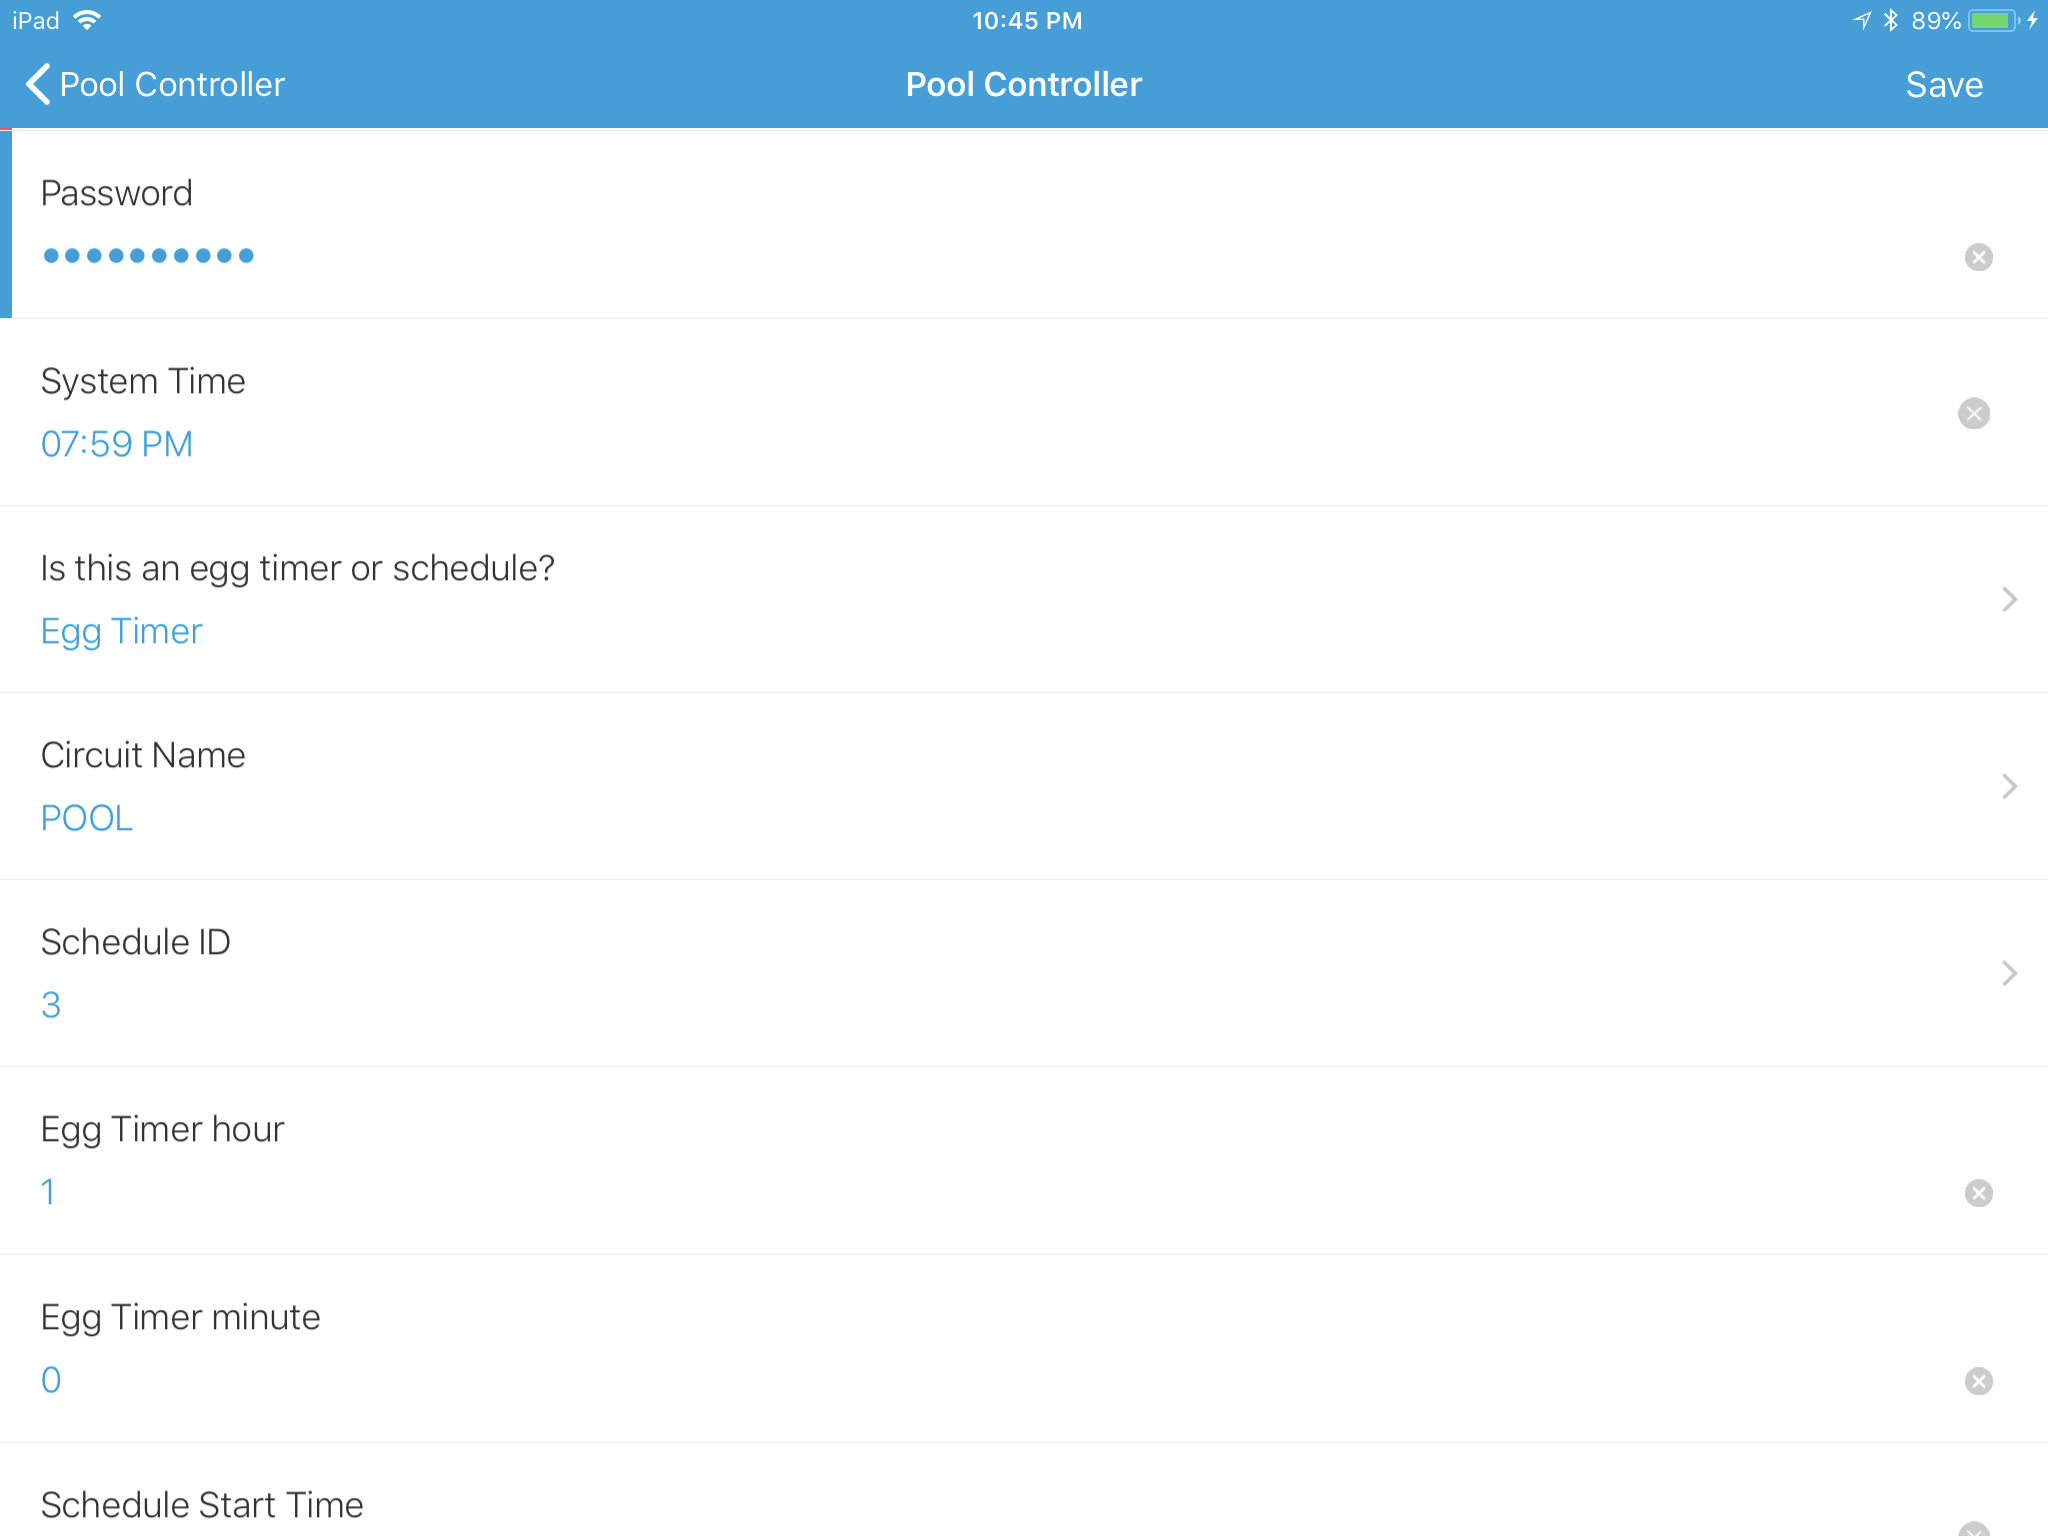 iPad 10:45 PM 89%
Pool Controller Pool Controller Save
Password
••••••••••
System Time
07:59 PM
Is this an egg timer or schedule?
Egg Timer
Circuit Name
POOL
Schedule ID
3
Egg Timer hour
1
Egg Timer minute
0
Schedule Start Time